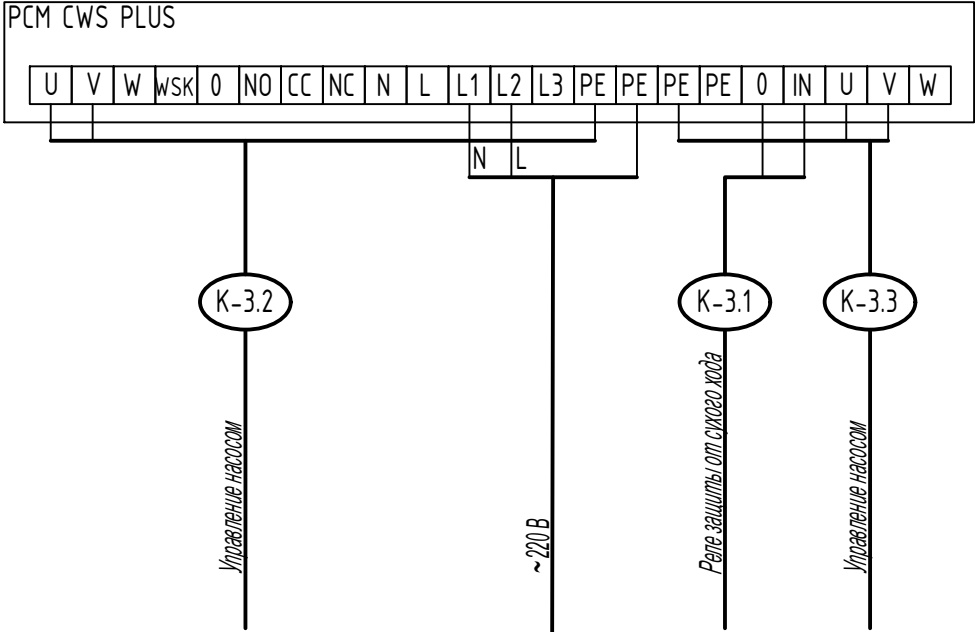 PCM CWS PLUS
U V W WSK 0 NO CC NC N L L1 L2 L3 PE PE PE PE 0 IN U V W
N L
К-3.2 К-3.1 К-3.3
Управление насосом
~220 В
Реле защиты от сухого хода
Управление насосом